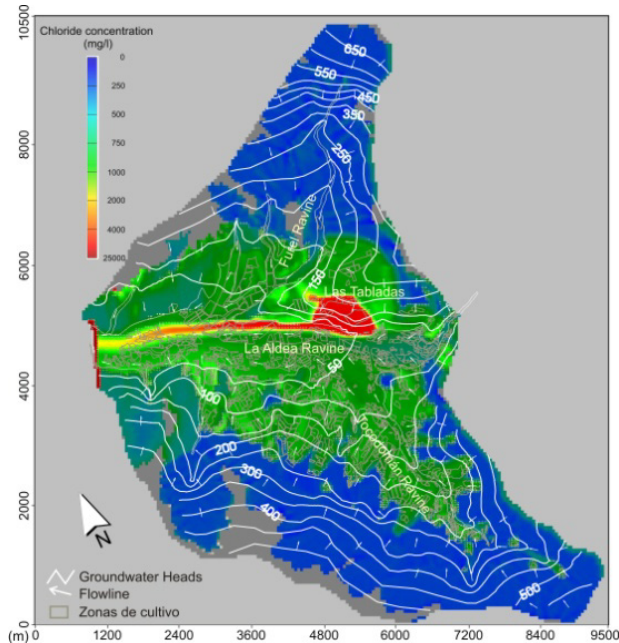 10500
8000
6000
4000
2000
0
Chloride concentration
(mg/l)
0
250
500
750
1000
2000
4000
25000
650
550
450
350
250
Furel Ravine
150
Las Tabladas
La Aldea Ravine
50
100
200
300
400
Tocodomán Ravine
500
N
Groundwater Heads
Flowline
Zonas de cultivo
(m) 0 1200 2400 3600 4800 6000 7200 8400 9500